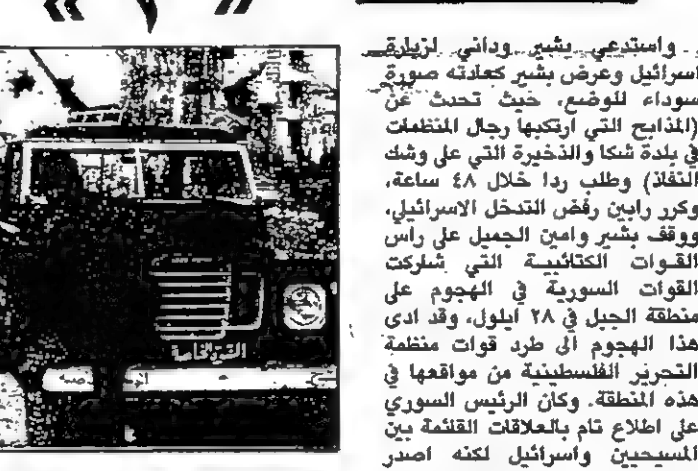 « ٢ »
واستدعي بشير وداني لزيارة
اسرائيل وعرض بشير كعادته صورة
سوداء للوضع، حيث تحدث عن
(المذابح التي ارتكبها رجال المنظمات
في بلدة شكا والذخيرة التي على وشك
النفاذ) وطلب ردا خلال ٤٨ ساعة،
وكرر رابين رفض التدخل الاسرائيلي،
ووقف بشير وامين الجميل على راس
القوات الكتائبية التي شاركت
القوات السورية في الهجوم على
منطقة الجبل في ٢٨ ايلول، وقد ادى
هذا الهجوم الى طرد قوات منظمة
التحرير الفلسطينية من مواقعها في
هذه المنطقة. وكان الرئيس السوري
على اطلاع تام بالعلاقات القائمة بين
المسيحيين واسرائيل لكنه اصدر
الخاصة